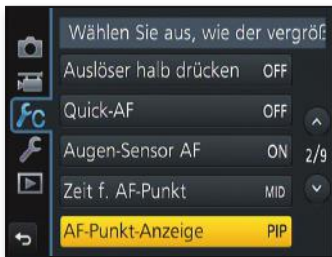 Wählen Sie aus, wie der vergröß
Auslöser halb drücken OFF
Quick-AF OFF
Augen-Sensor AF ON
2/9
Zeit f. AF-Punkt MID
AF-Punkt-Anzeige PIP
C